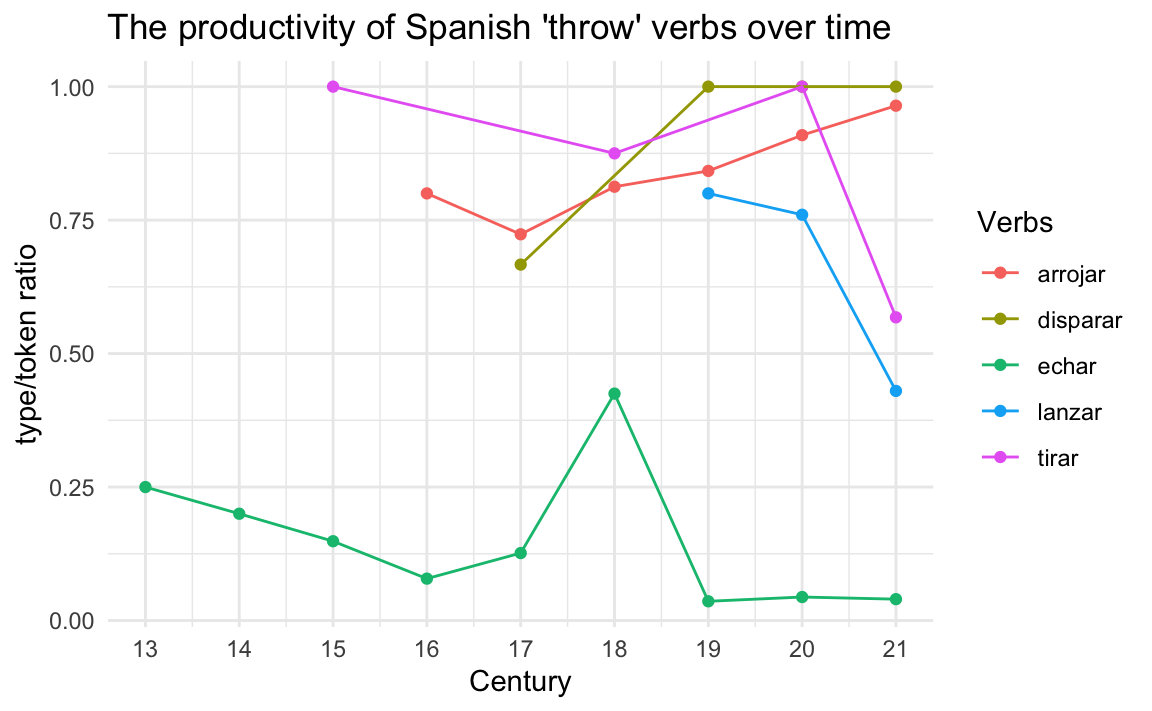 The productivity of Spanish 'throw' verbs over time
type/token ratio
1.00
0.75
0.50
0.25
0.00
13 14 15 16 17 18 19 20 21
Century
Verbs
arrojar
disparar
echar
lanzar
tirar